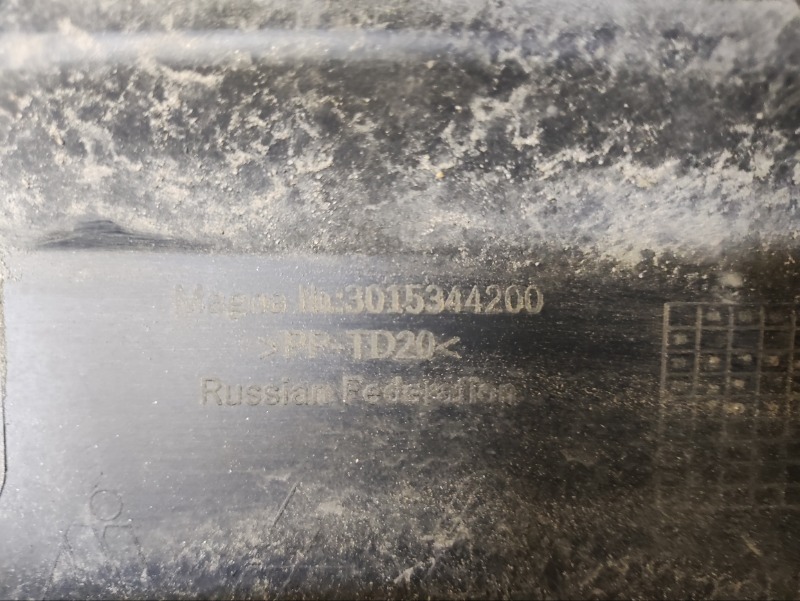 Magna No.:3015344200
>PP-TD20<
Russian Federation